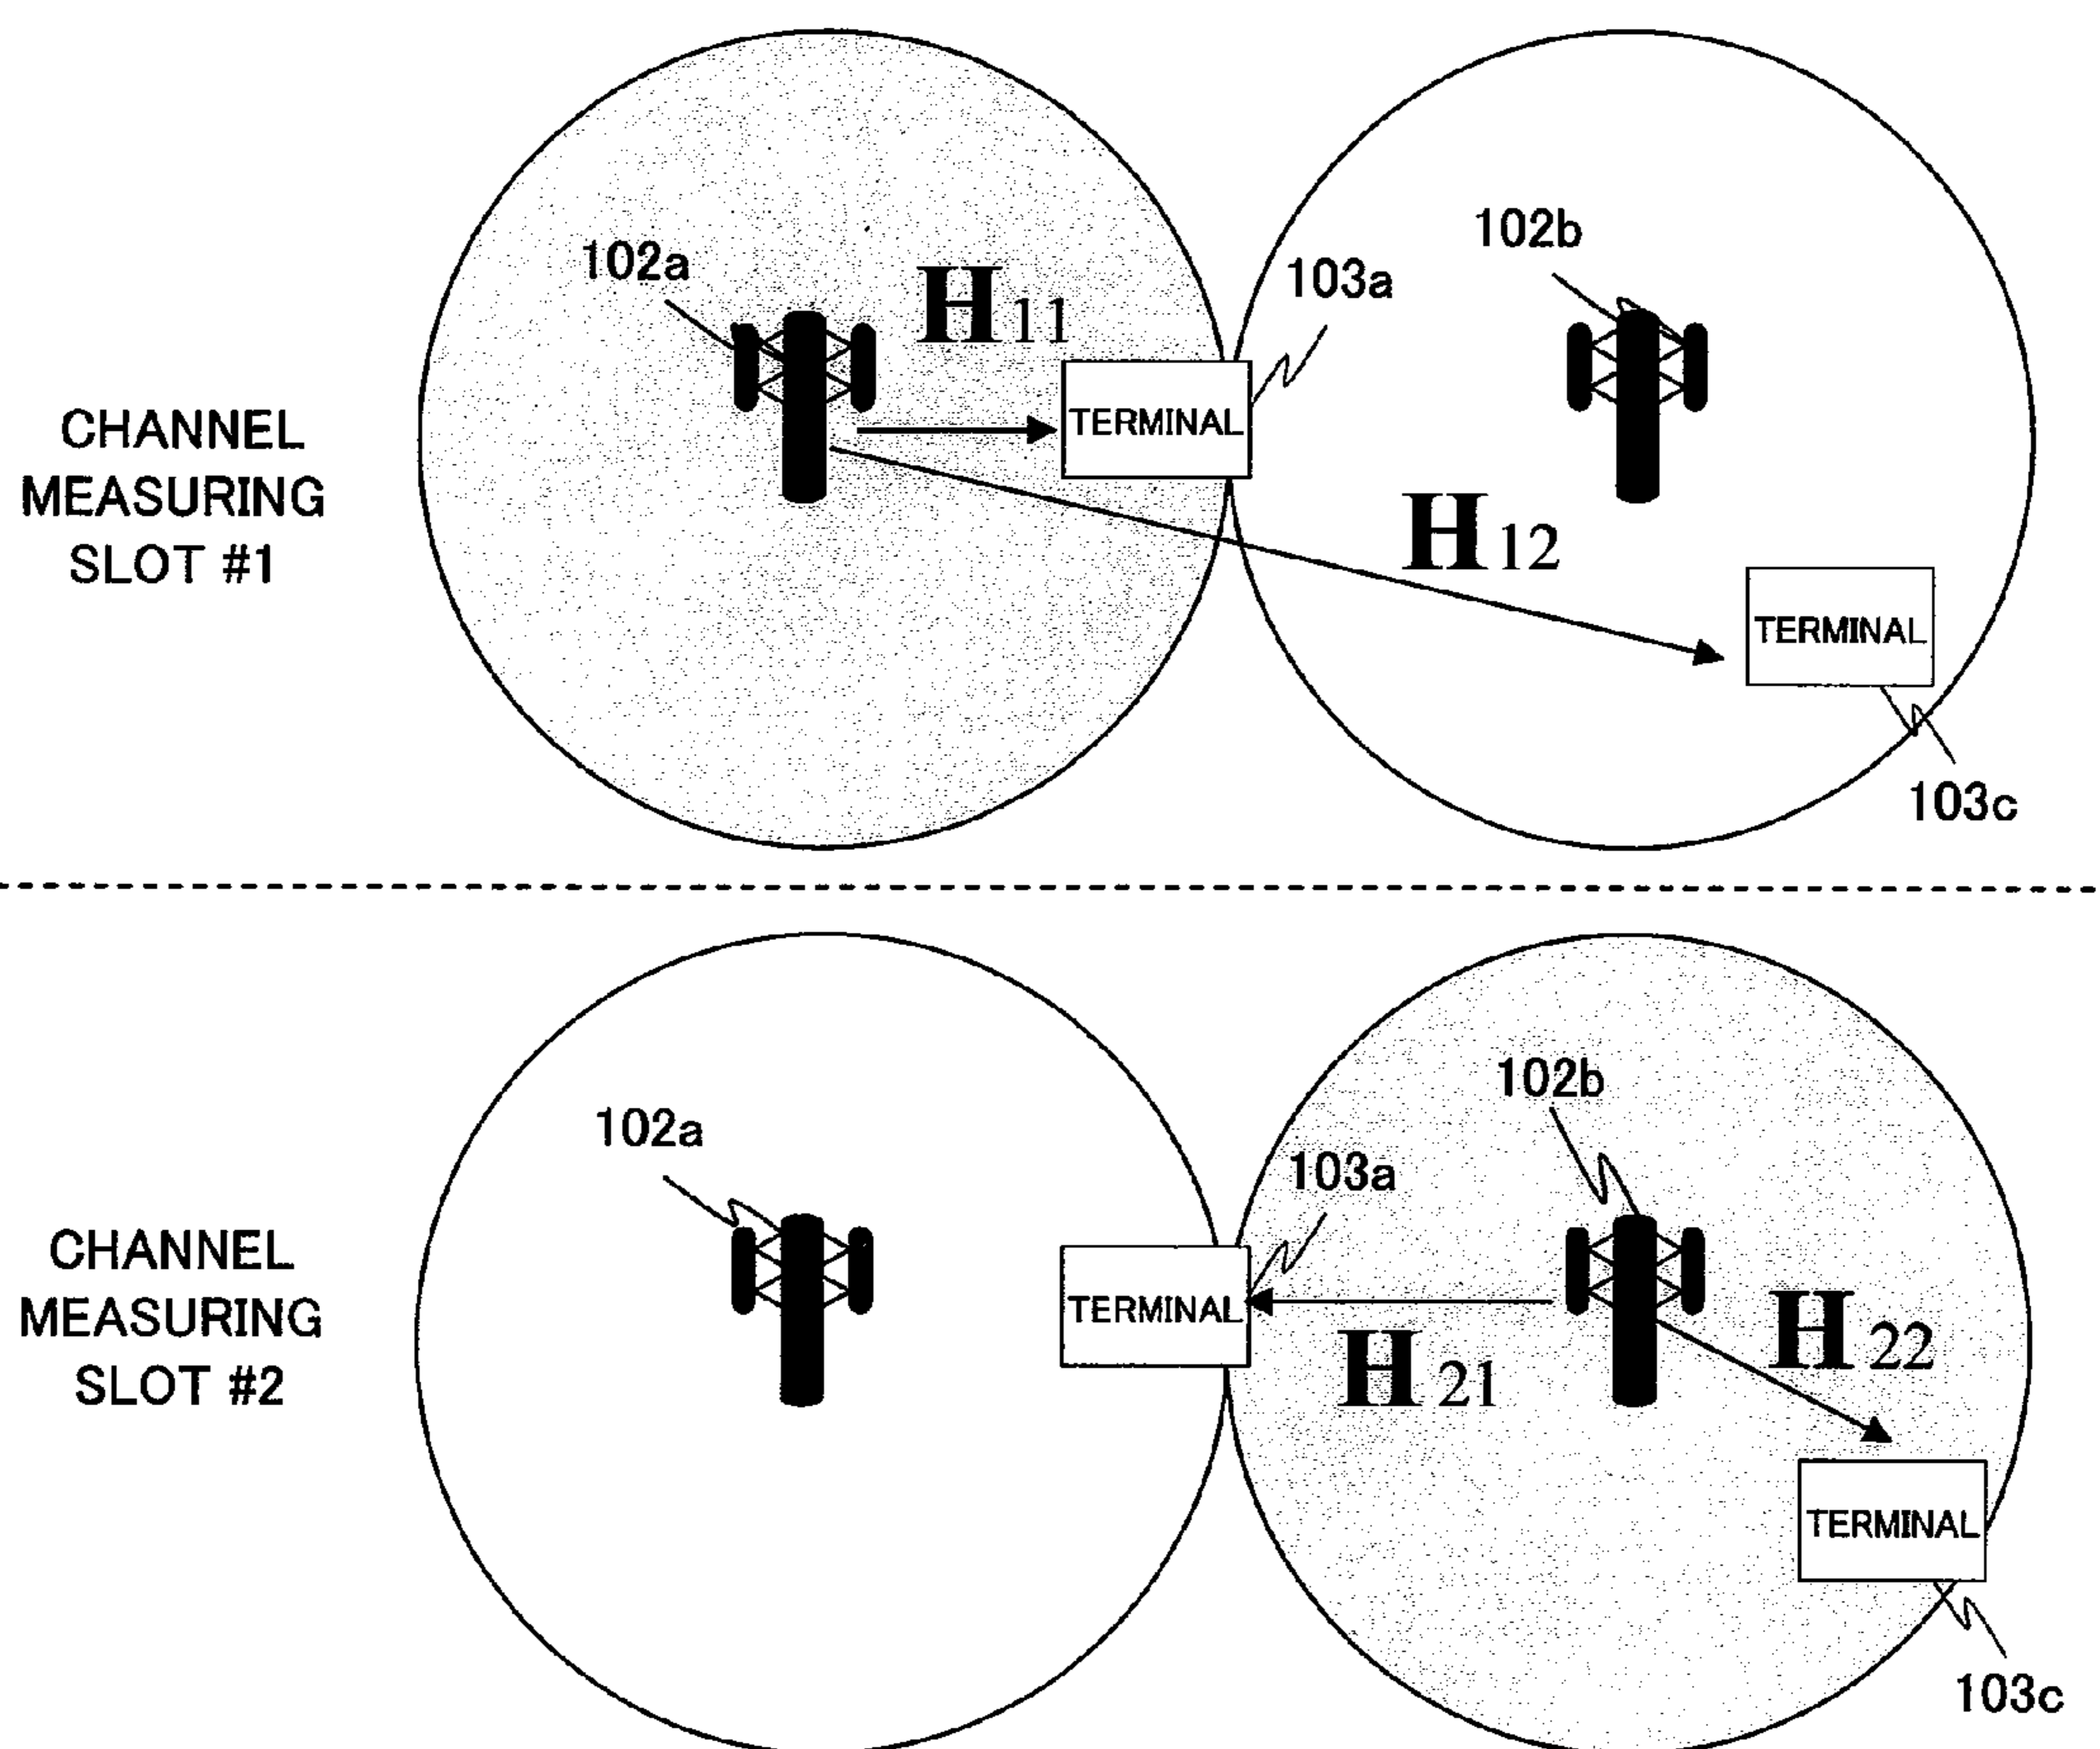 102a
H11
103a
102b
CHANNEL
MEASURING
SLOT #1
TERMINAL
H12
TERMINAL
103c
102a
102b
103a
CHANNEL
MEASURING
SLOT #2
TERMINAL
H21
H22
TERMINAL
103c